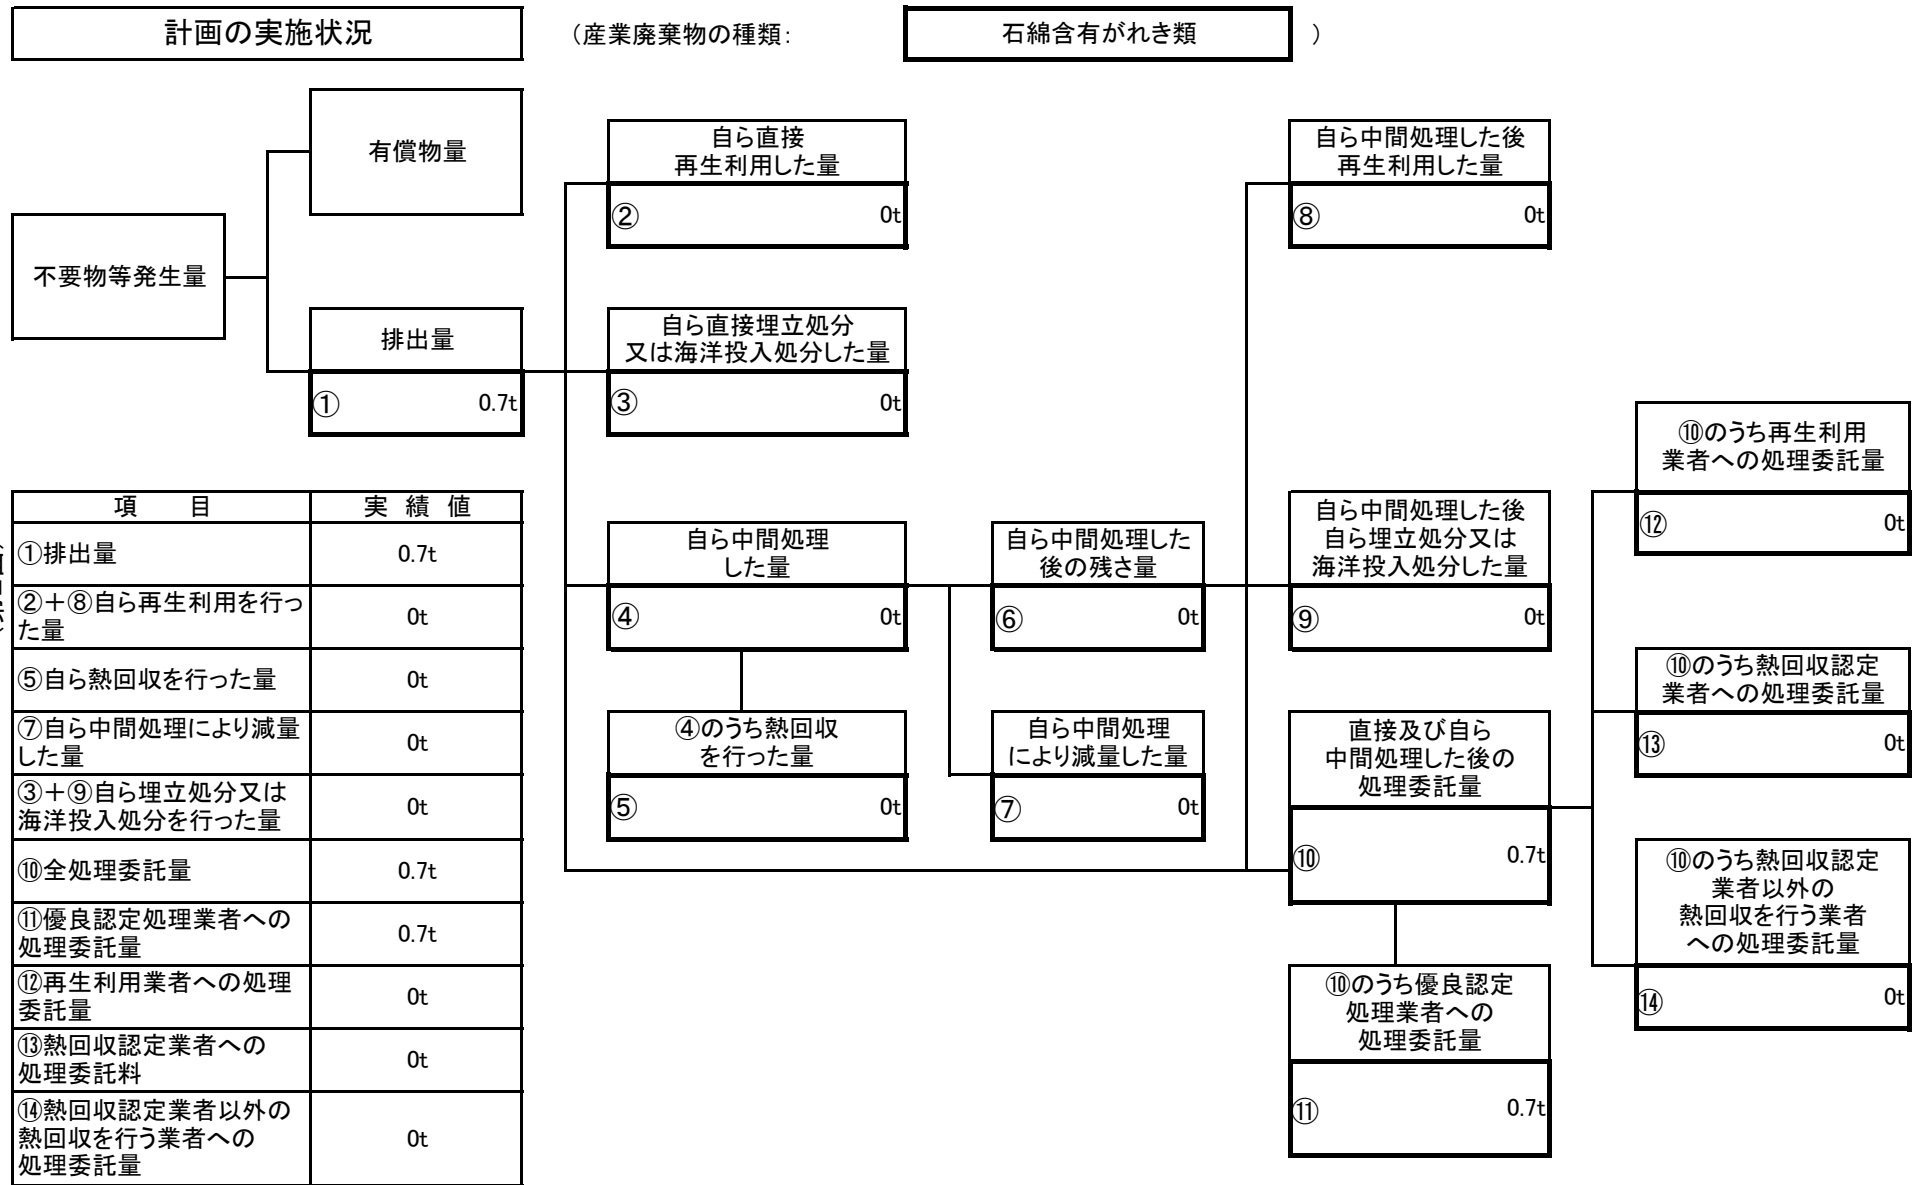 計画の実施状況
（産業廃棄物の種類：
石綿含有がれき類
）
有償物量
不要物等発生量
排出量
① 0.7t
自ら直接
再生利用した量
② 0t
自ら直接埋立処分
又は海洋投入処分した量
③ 0t
自ら中間処理
した量
④ 0t
④のうち熱回収
を行った量
⑤ 0t
自ら中間処理した
後の残さ量
⑥ 0t
自ら中間処理
により減量した量
⑦ 0t
自ら中間処理した後
再生利用した量
⑧ 0t
自ら中間処理した後
自ら埋立処分又は
海洋投入処分した量
⑨ 0t
直接及び自ら
中間処理した後の
処理委託量
⑩ 0.7t
⑩のうち優良認定
処理業者への
処理委託量
⑪ 0.7t
⑩のうち再生利用
業者への処理委託量
⑫ 0t
⑩のうち熱回収認定
業者への処理委託量
⑬ 0t
⑩のうち熱回収認定
業者以外の
熱回収を行う業者
への処理委託量
⑭ 0t
項　目 実績値
①排出量 0.7t
②＋⑧自ら再生利用を行っ
た量 0t
⑤自ら熱回収を行った量 0t
⑦自ら中間処理により減量
した量 0t
③＋⑨自ら埋立処分又は
海洋投入処分を行った量 0t
⑩全処理委託量 0.7t
⑪優良認定処理業者への
処理委託量 0.7t
⑫再生利用業者への処理
委託量 0t
⑬熱回収認定業者への
処理委託料 0t
⑭熱回収認定業者以外の
熱回収を行う業者への
処理委託量 0t